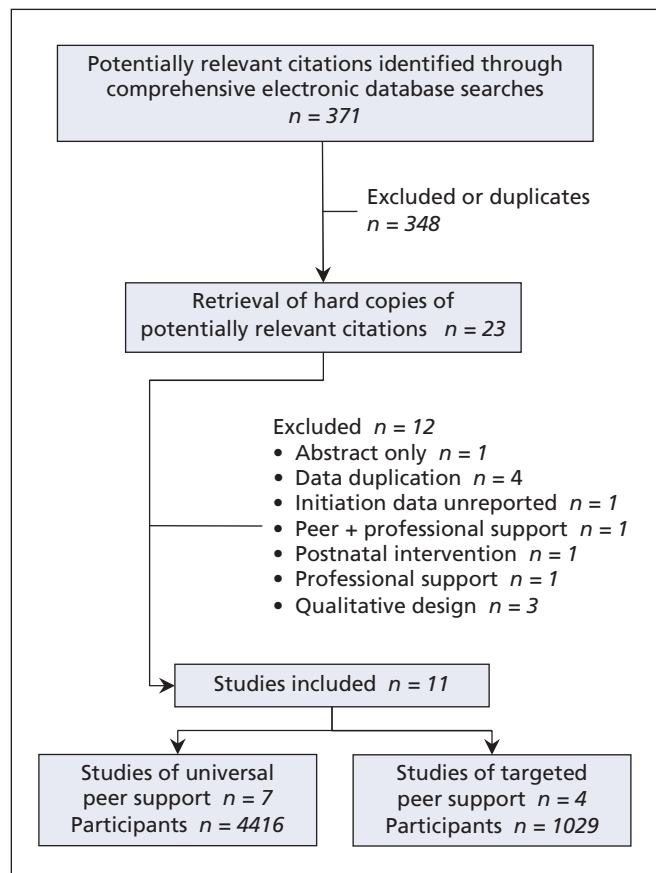 Potentially relevant citations identified through
comprehensive electronic database searches
n = 371
Excluded or duplicates
n = 348
Retrieval of hard copies of
potentially relevant citations n = 23
Excluded n = 12
• Abstract only n = 1
• Data duplication n = 4
• Initiation data unreported n = 1
• Peer + professional support n = 1
• Postnatal intervention n = 1
• Professional support n = 1
• Qualitative design n = 3
Studies included n = 11
Studies of universal
peer support n = 7
Participants n = 4416
Studies of targeted
peer support n = 4
Participants n = 1029